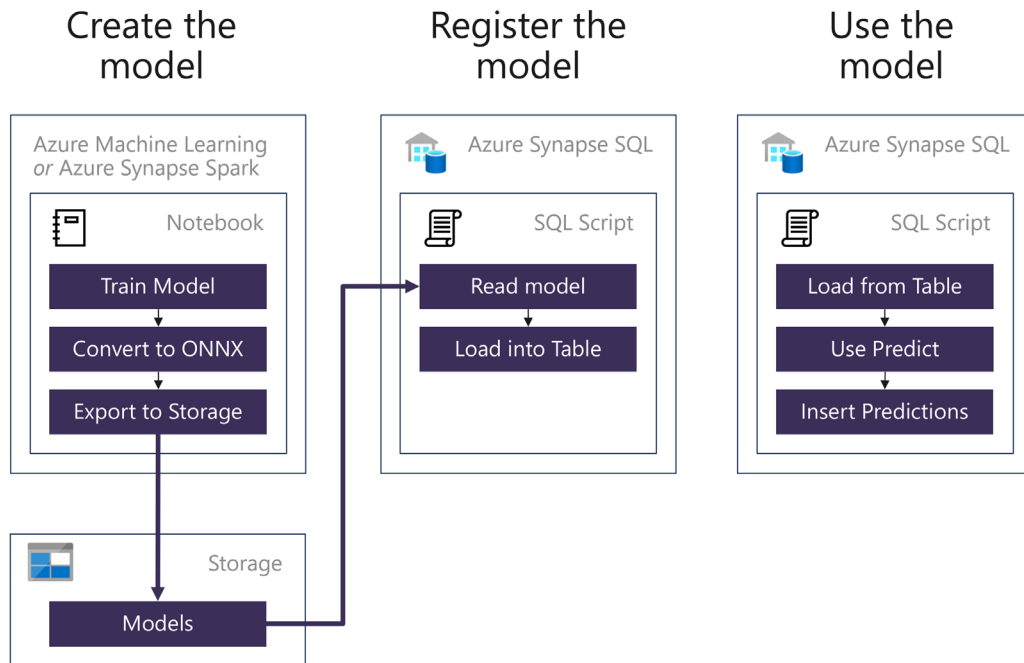 Create the
model
Register the
model
Use the
model
Azure Machine Learning
or Azure Synapse Spark
Notebook
Train Model
Convert to ONNX
Export to Storage
Storage
Models
Azure Synapse SQL
SQL Script
Read model
Load into Table
Azure Synapse SQL
SQL Script
Load from Table
Use Predict
Insert Predictions